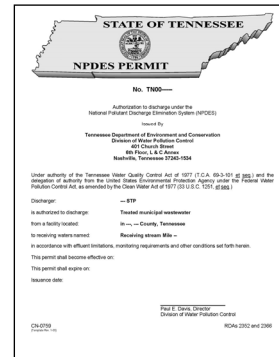 STATE OF TENNESSEE
NPDES PERMIT
No. TN00-----
Authorization to discharge under the
National Pollutant Discharge Elimination System (NPDES)
Issued By
Tennessee Department of Environment and Conservation
Division of Water Pollution Control
401 Church Street
6th Floor, L & C Annex
Nashville, Tennessee 37243-1534
Under authority of the Tennessee Water Quality Control Act of 1977 (T.C.A. 69-3-101 et seq.) and the
delegation of authority from the United States Environmental Protection Agency under the Federal Water
Pollution Control Act, as amended by the Clean Water Act of 1977 (33 U.S.C. 1251, et seq.)
Discharger: --- STP
is authorized to discharge: Treated municipal wastewater
from a facility located: in ---, --- County, Tennessee
to receiving waters named: Receiving stream Mile --
in accordance with effluent limitations, monitoring requirements and other conditions set forth herein.
This permit shall become effective on:
This permit shall expire on:
Issuance date:
Paul E. Davis, Director
Division of Water Pollution Control
CN-0759
RDAs 2352 and 2366